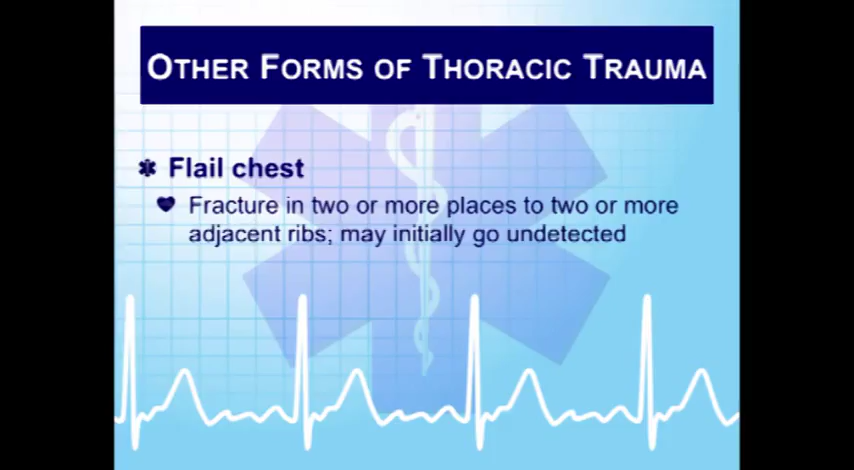 OTHER FORMS OF THORACIC TRAUMA
Flail chest
Fracture in two or more places to two or more
adjacent ribs; may initially go undetected